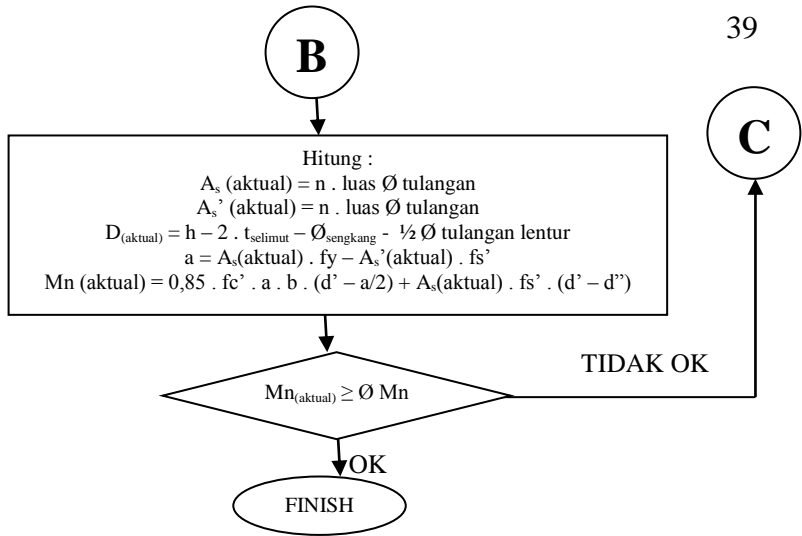 39
B
C
Hitung :
Aₛ (aktual) = n . luas Ø tulangan
Aₛ’ (aktual) = n . luas Ø tulangan
D(aktual) = h – 2 . tselimut – Øsengkang - ½ Ø tulangan lentur
a = Aₛ(aktual) . fy – Aₛ’(aktual) . fs’
Mn (aktual) = 0,85 . fc’ . a . b . (d’ – a/2) + Aₛ(aktual) . fs’ . (d’ – d”)
Mn(aktual) ≥ Ø Mn
TIDAK OK
OK
FINISH